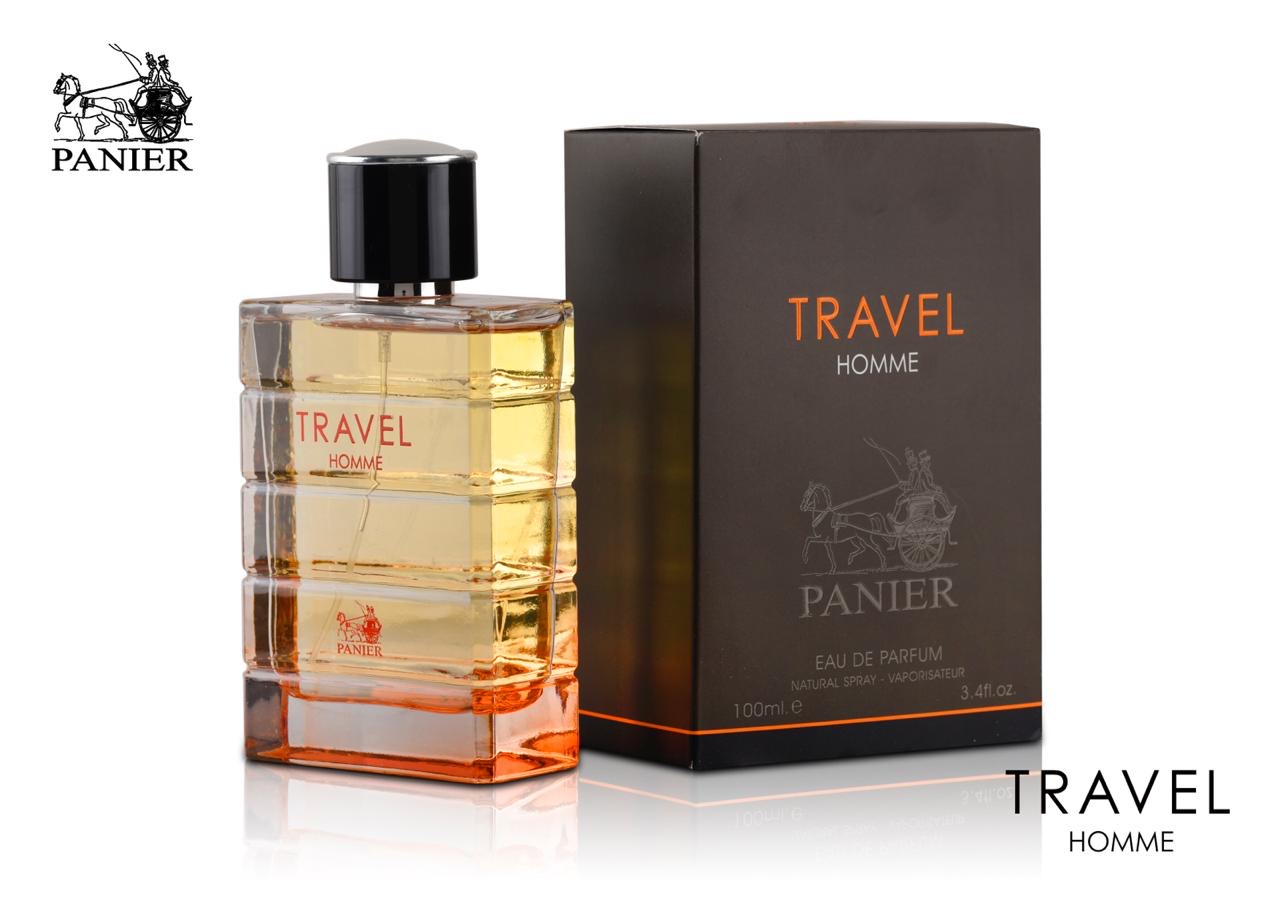 PANIER
TRAVEL
HOMME
PANIER
TRAVEL
HOMME
PANIER
EAU DE PARFUM
NATURAL SPRAY - VAPORISATEUR
100ml. e 3.4fl.oz.
TRAVEL
HOMME